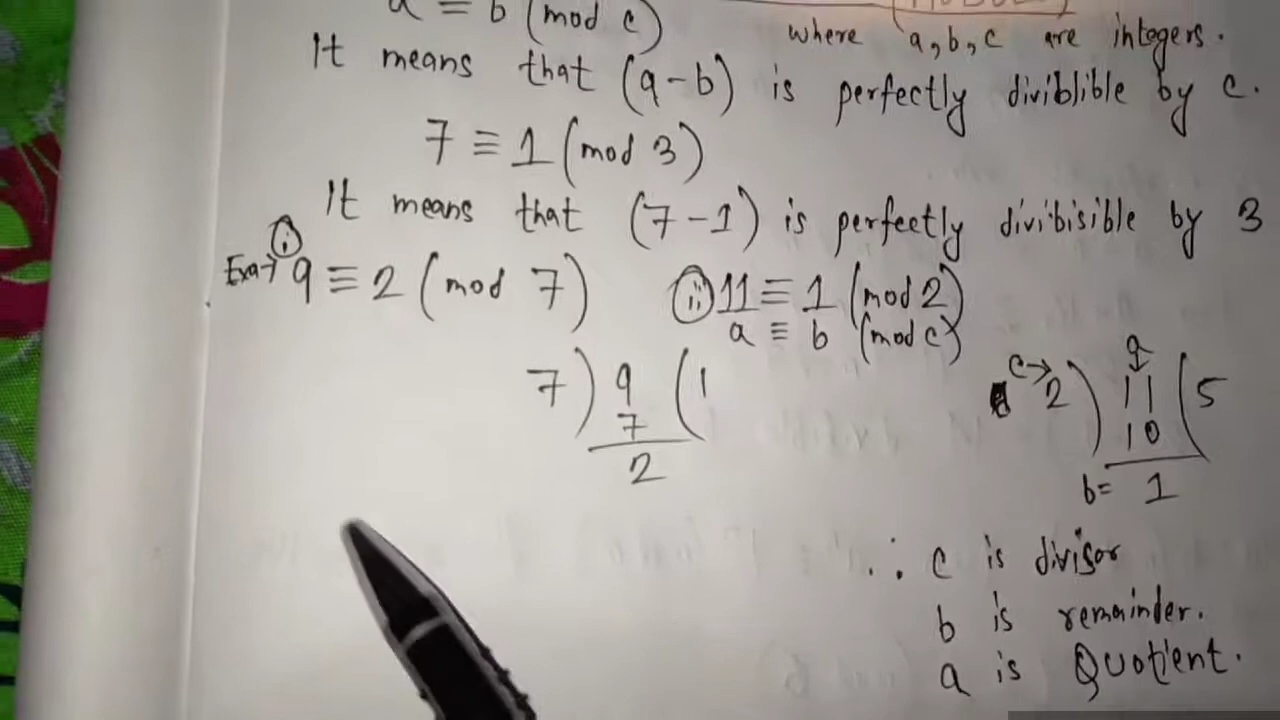 a ≡ b (mod c)
where a, b, c are integers.
It means that (a-b) is perfectly diviblible by c.
7 ≡ 1 (mod 3)
It means that (7-1) is perfectly divibisible by 3
Exa→ (i) 9 ≡ 2 (mod 7) (ii) 11 ≡ 1 (mod 2)
a ≡ b (mod c)
7) 9 (1
7
2
a
c→ 2) 11 (5
10
b= 1
∴ c is divisor
b is remainder.
a is Quotient.